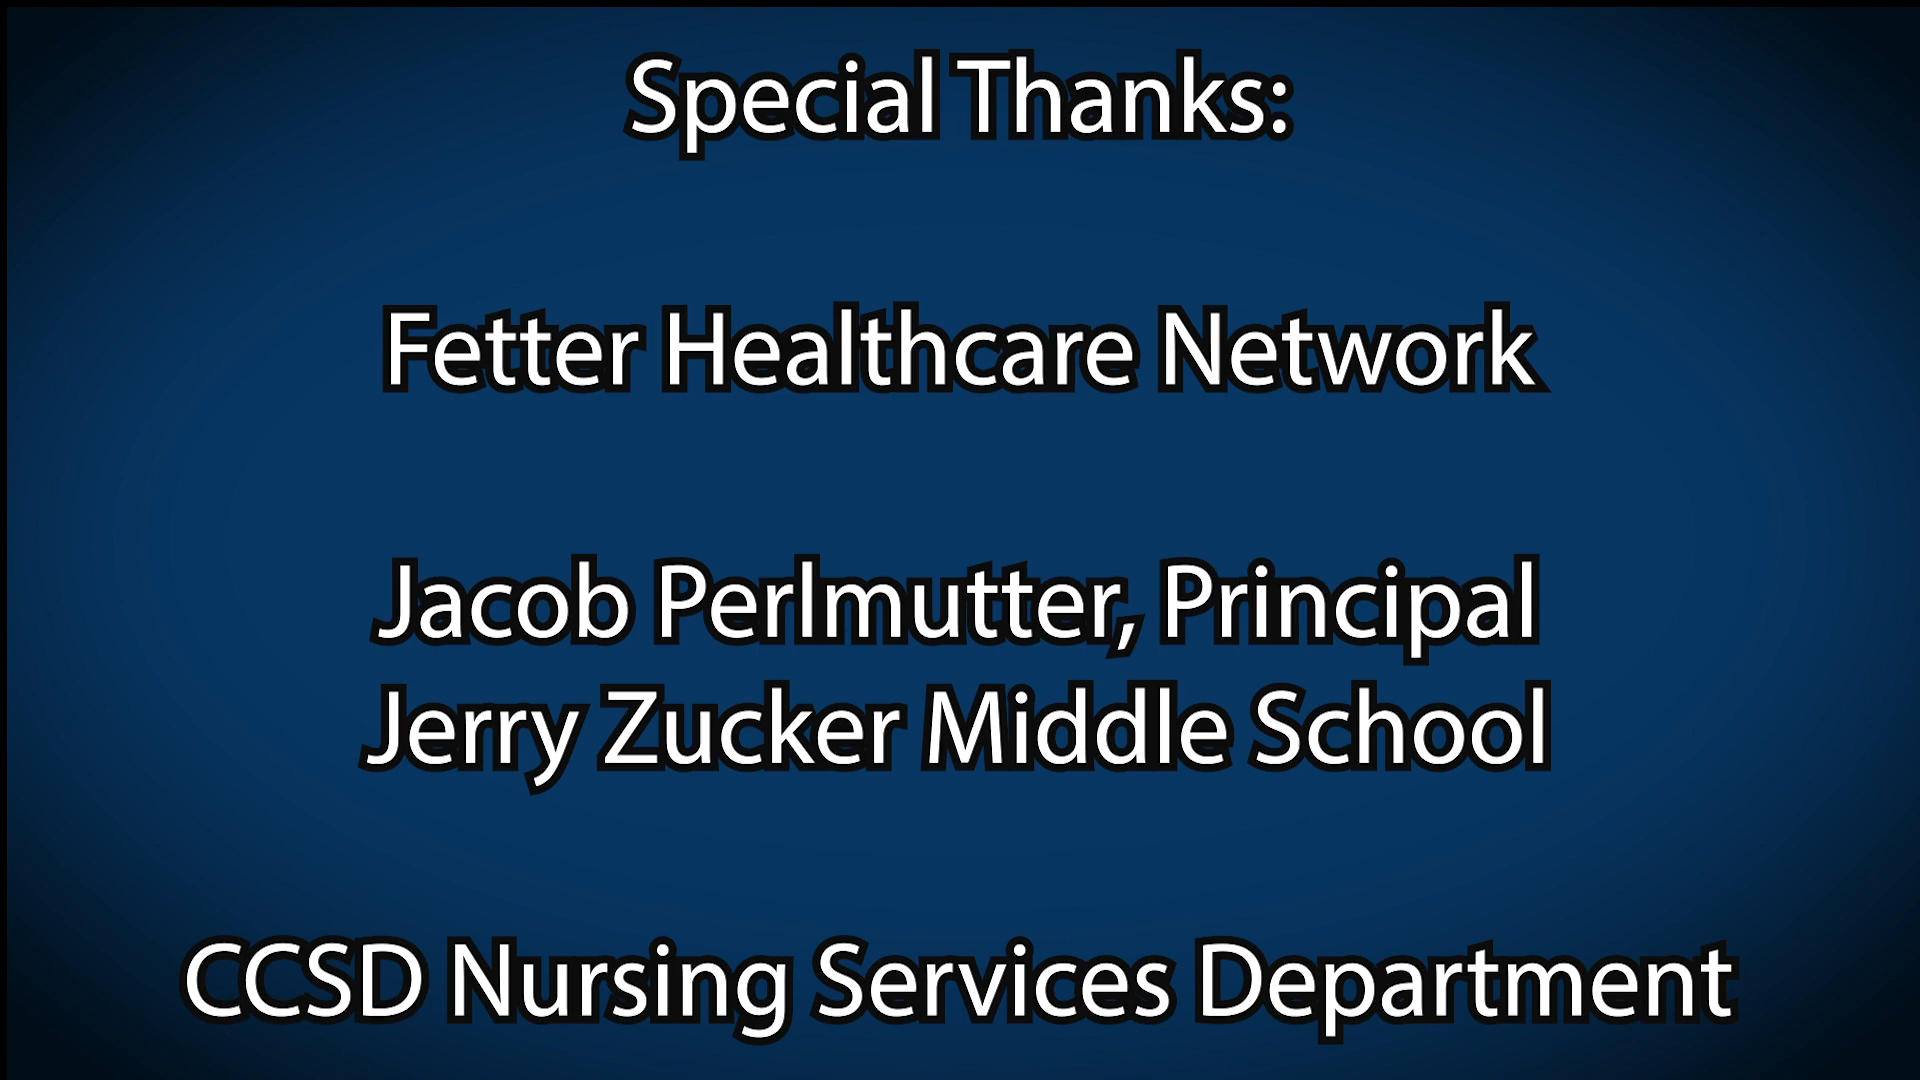 Special Thanks:
Fetter Healthcare Network
Jacob Perlmutter, Principal
Jerry Zucker Middle School
CCSD Nursing Services Department